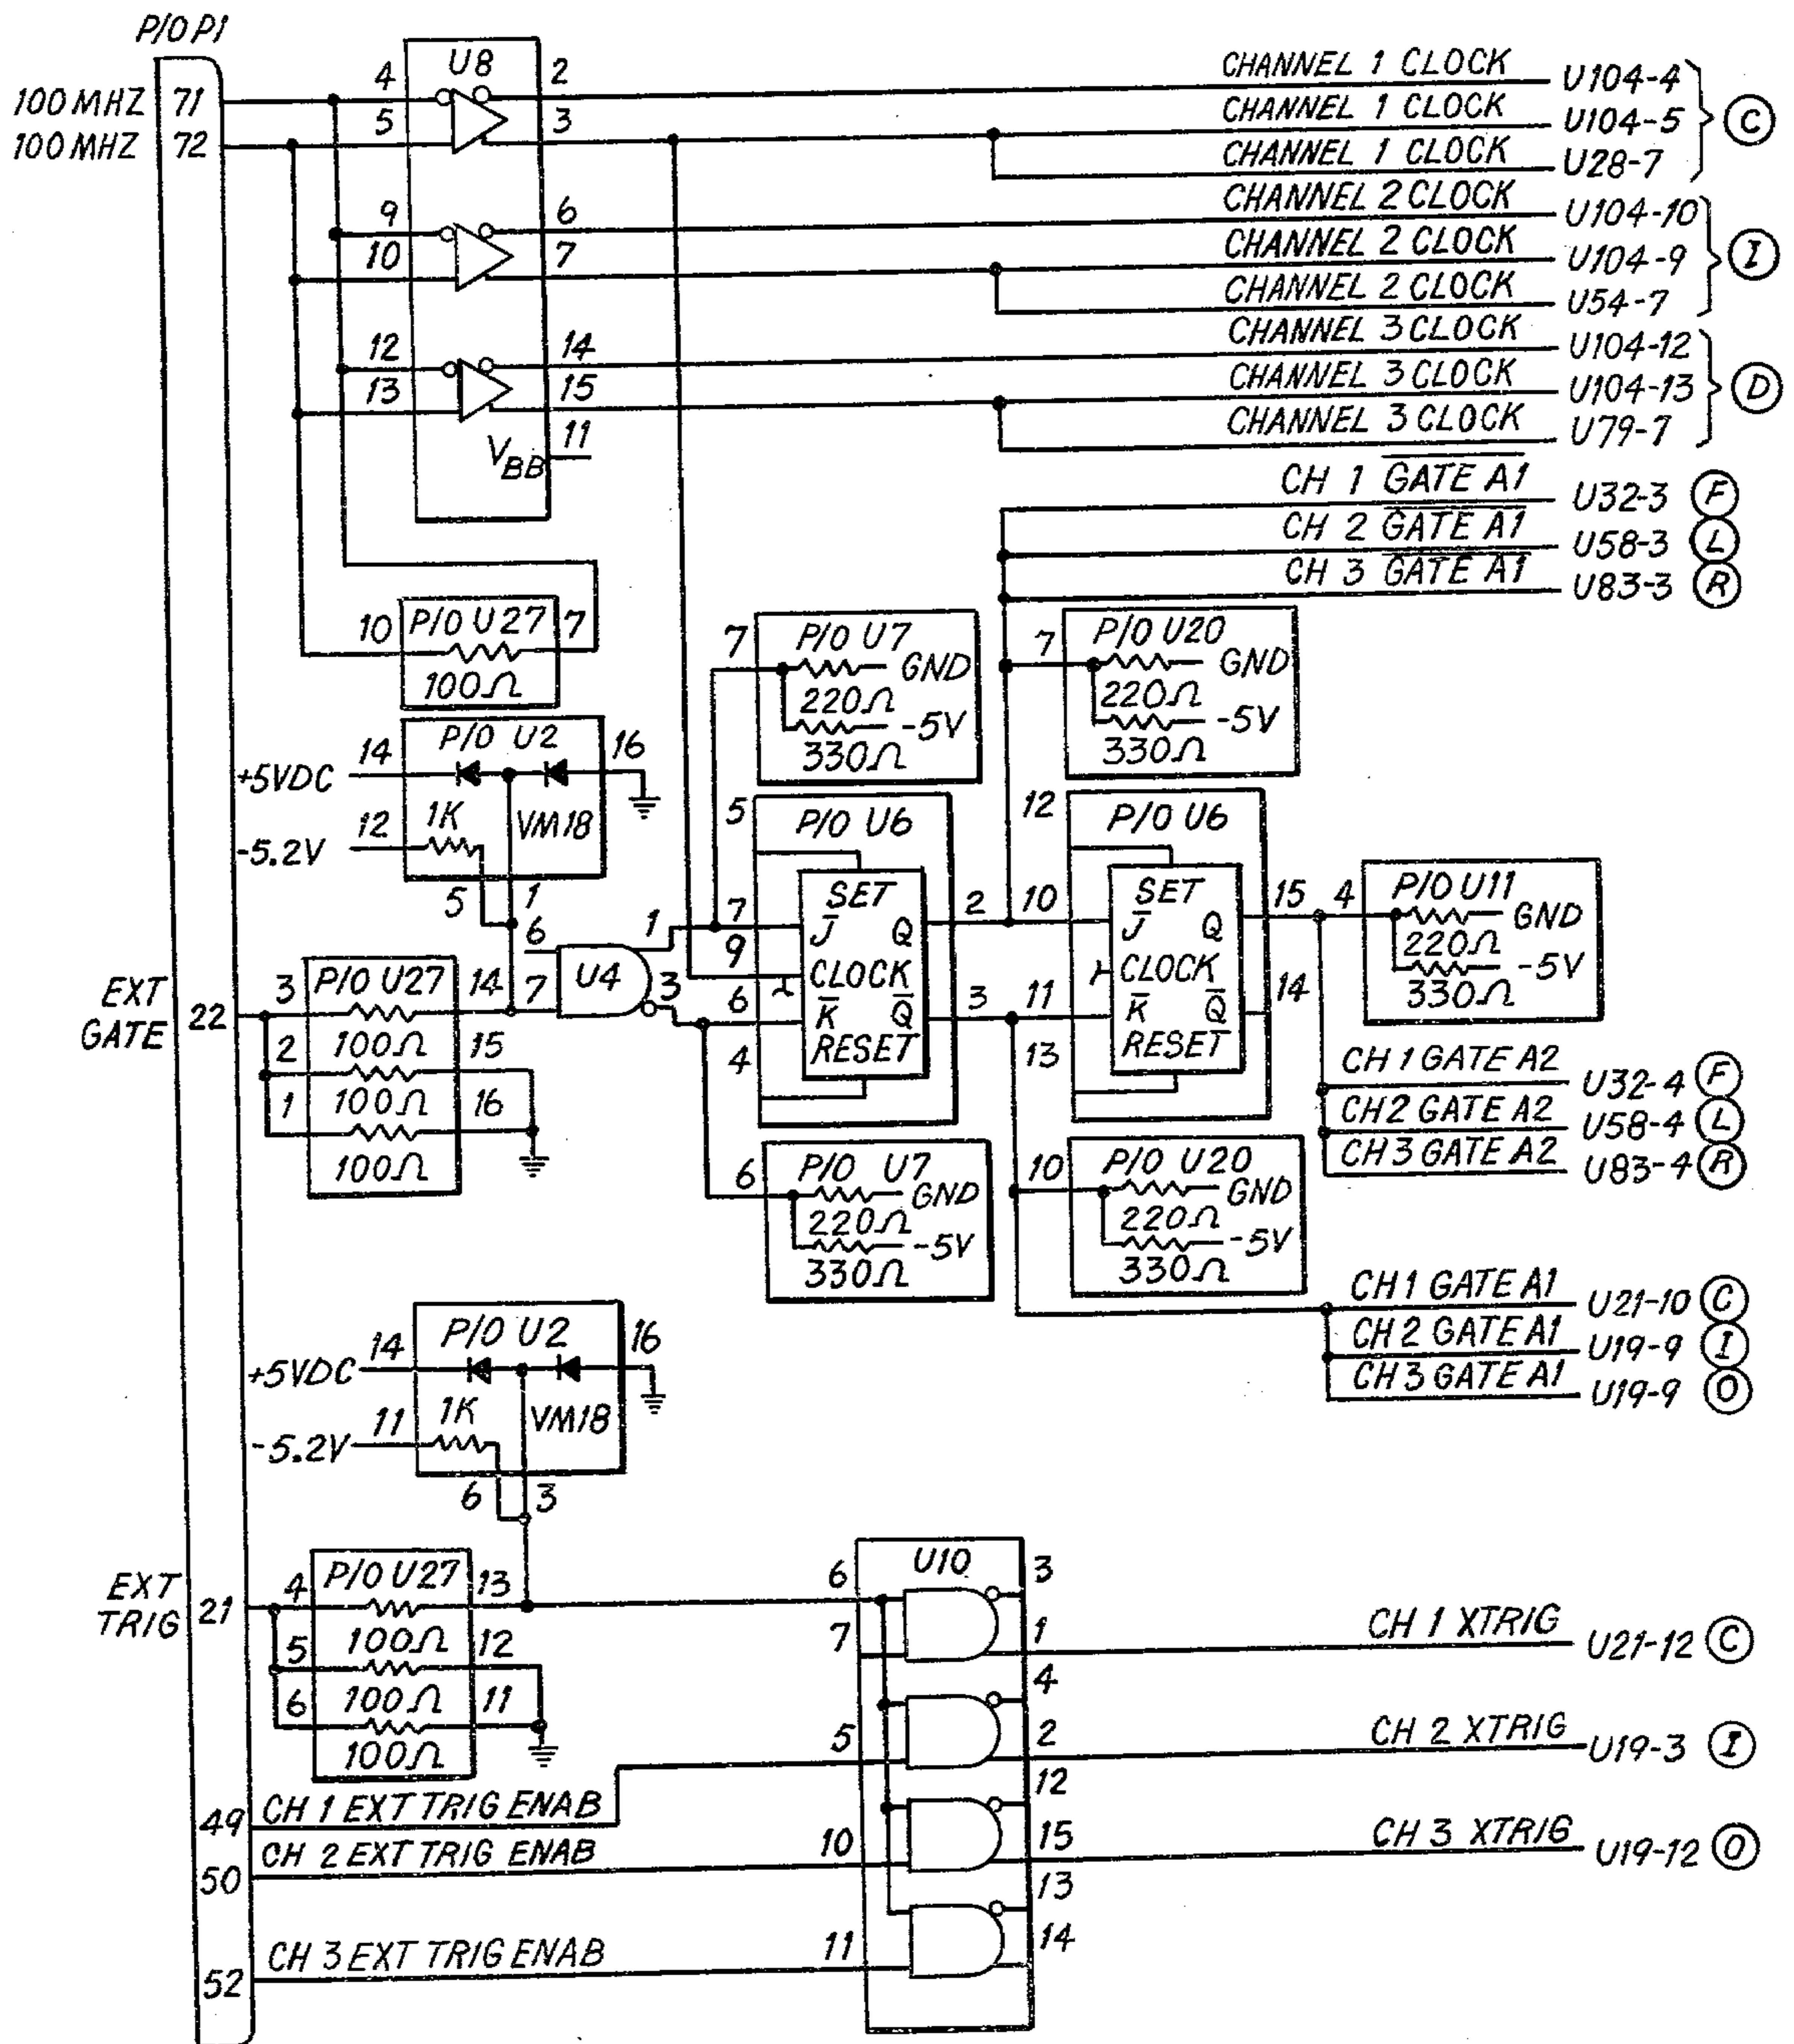 P/O P1
100 MHZ 71
100 MHZ 72
U8
4
5
2
3
9
10
6
7
12
13
14
15
VBB
11
CHANNEL 1 CLOCK U104-4
CHANNEL 1 CLOCK U104-5
CHANNEL 1 CLOCK U28-7
C
CHANNEL 2 CLOCK U104-10
CHANNEL 2 CLOCK U104-9
CHANNEL 2 CLOCK U54-7
I
CHANNEL 3 CLOCK U104-12
CHANNEL 3 CLOCK U104-13
CHANNEL 3 CLOCK U79-7
D
CH 1 GATE A1 U32-3 F
CH 2 GATE A1 U58-3 L
CH 3 GATE A1 U83-3 R
10 P/O U27 7
100Ω
7 P/O U7
GND
220Ω
-5V
330Ω
7 P/O U20
GND
220Ω
-5V
330Ω
14 P/O U2 16
+5VDC
12 1K VM18
-5.2V
5 1
6
7
U4
1
3
5 P/O U6
7
9
6
4
SET
J Q
CLOCK
K Q
RESET
2
3
12 P/O U6
10
11
13
SET
J Q
CLOCK
K Q
RESET
15
14
4 P/O U11
GND
220Ω
-5V
330Ω
EXT
GATE
22
3 P/O U27 14
100Ω
2 15
100Ω
1 16
100Ω
CH 1 GATE A2 U32-4 F
CH2 GATE A2 U58-4 L
CH3 GATE A2 U83-4 R
6 P/O U7
GND
220Ω
-5V
330Ω
10 P/O U20
GND
220Ω
-5V
330Ω
CH1 GATE A1 U21-10 C
CH 2 GATE A1 U19-9 I
CH 3 GATE A1 U19-9 O
14 P/O U2 16
+5VDC
11 1K VM18
-5.2V
6 3
EXT
TRIG
21
4 P/O U27 13
100Ω
5 12
100Ω
6 11
100Ω
U10
6
7
5
10
11
3
1
4
2
12
15
13
14
CH 1 XTRIG U21-12 C
CH 2 XTRIG U19-3 I
CH 3 XTRIG U19-12 O
49 CH 1 EXT TRIG ENAB
50 CH 2 EXT TRIG ENAB
52 CH 3 EXT TRIG ENAB